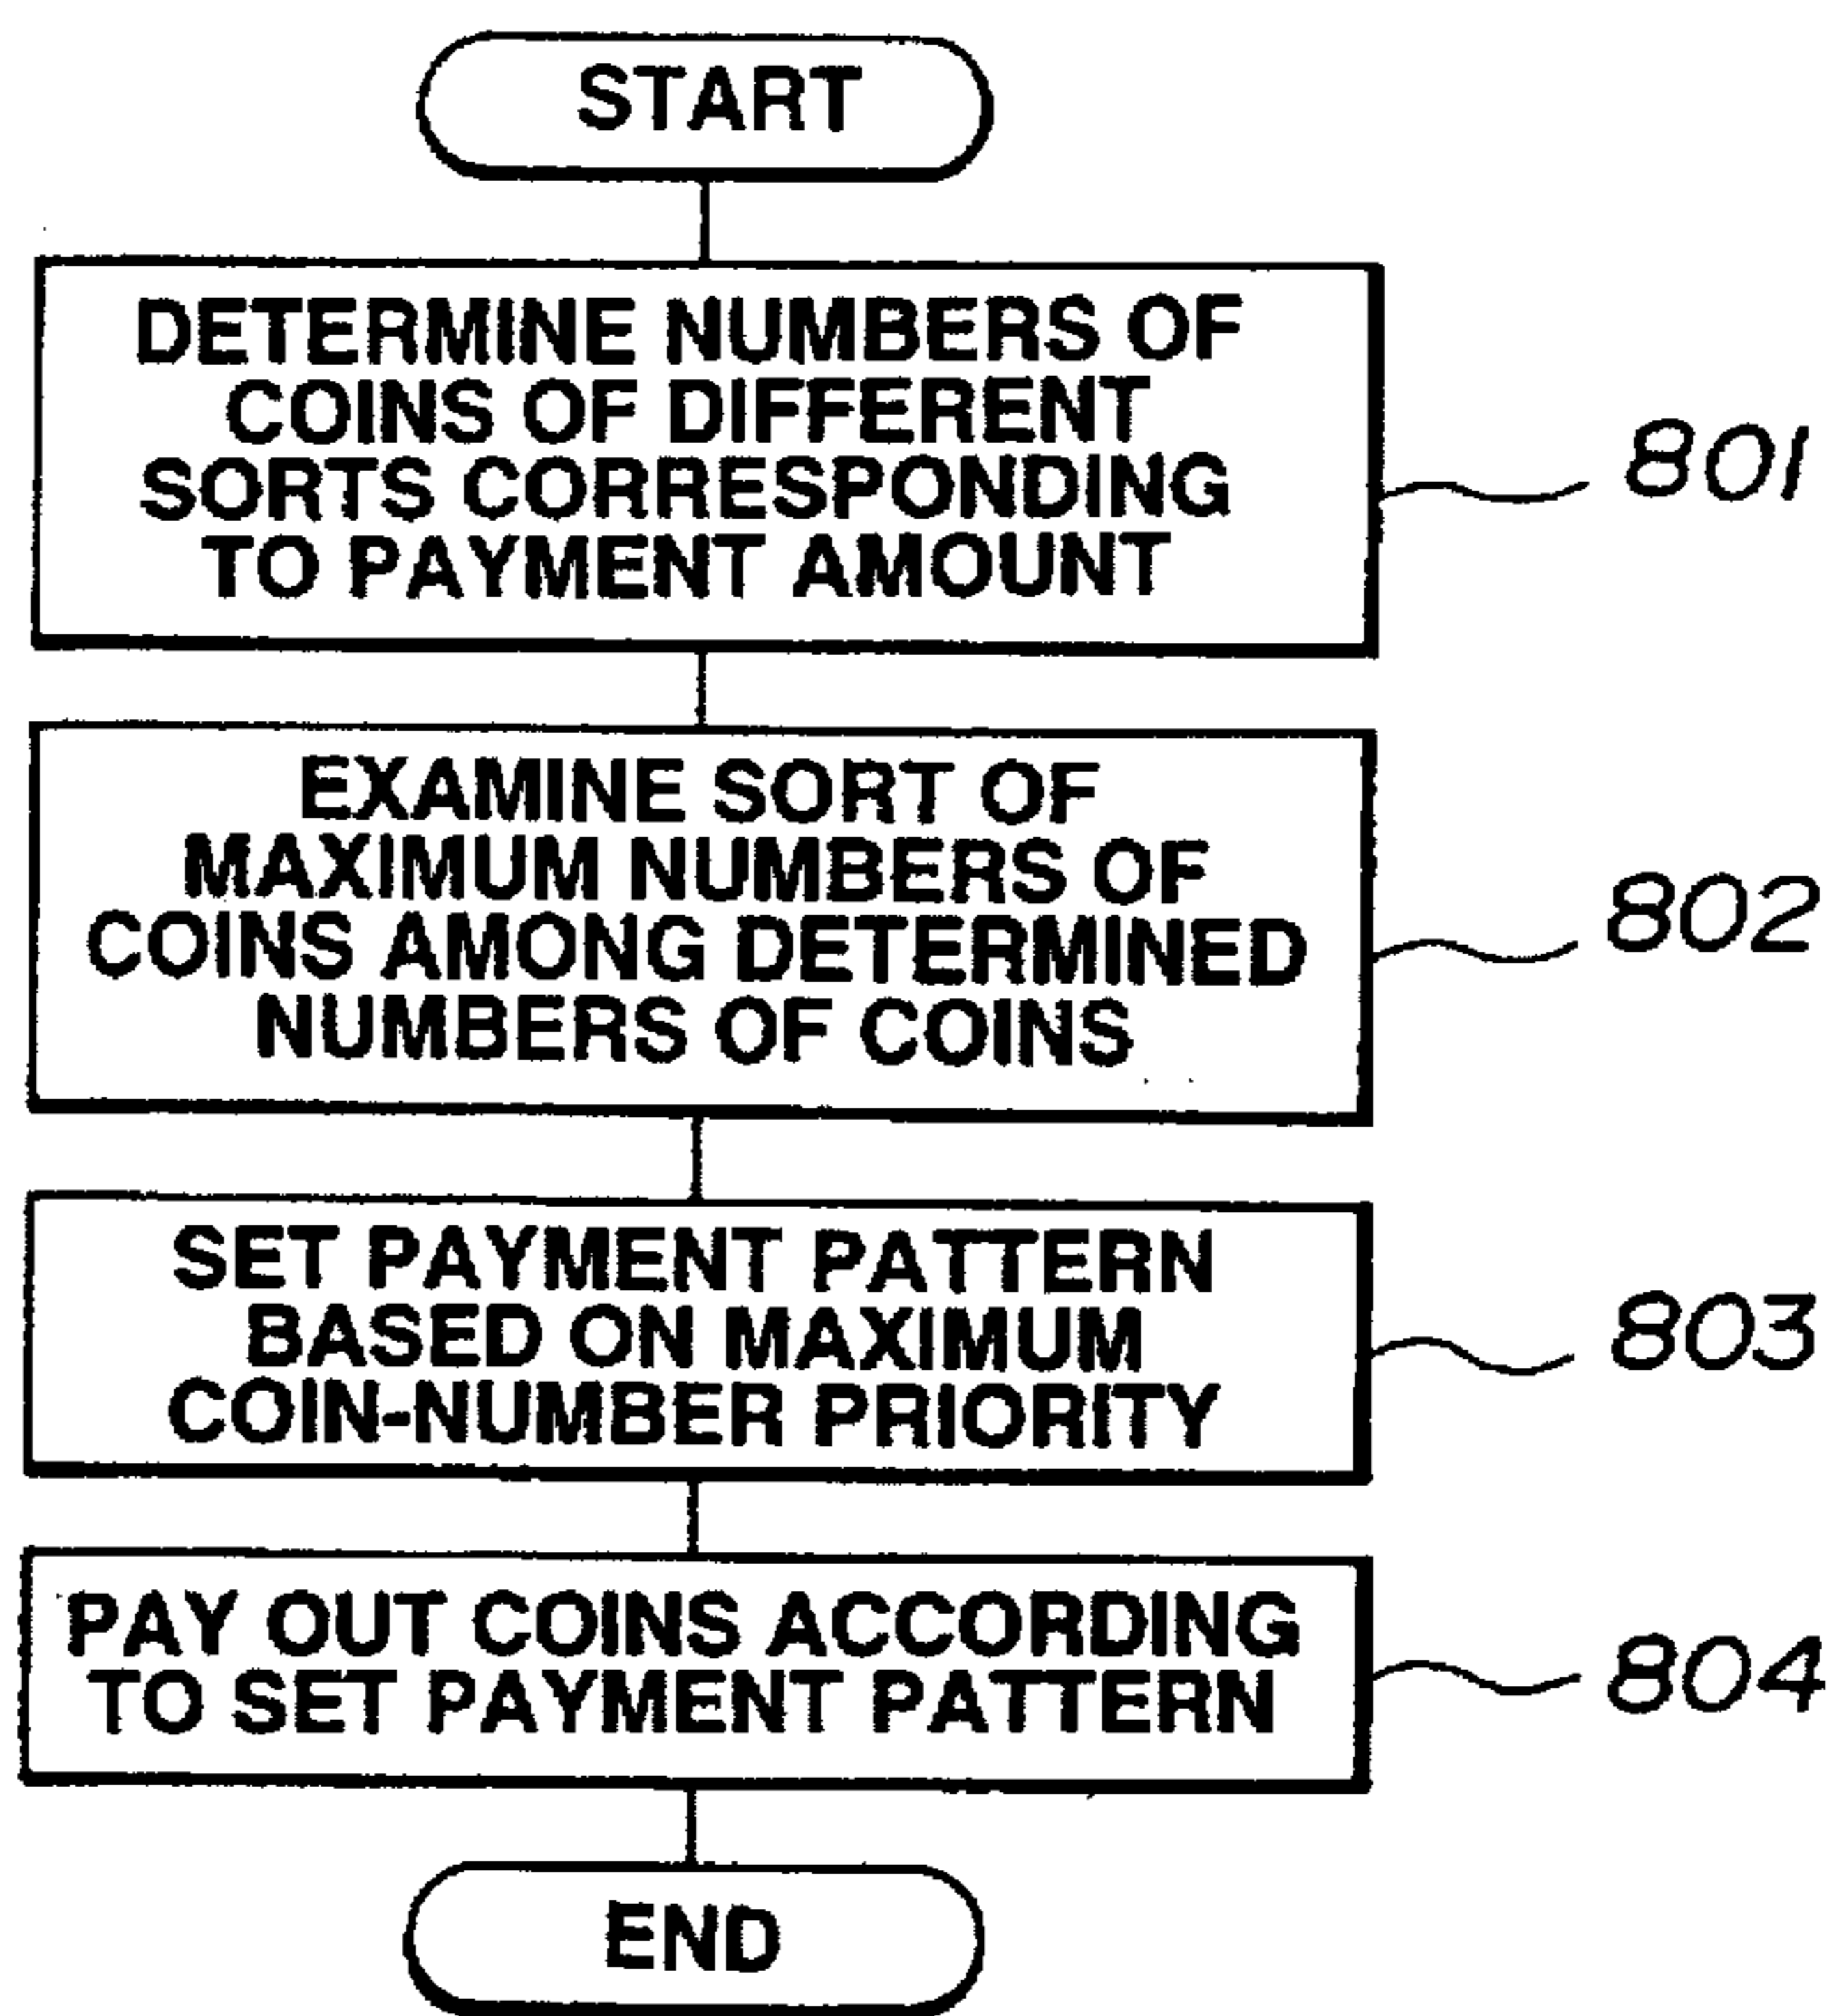 START
DETERMINE NUMBERS OF
COINS OF DIFFERENT
SORTS CORRESPONDING
TO PAYMENT AMOUNT
801
EXAMINE SORT OF
MAXIMUM NUMBERS OF
COINS AMONG DETERMINED
NUMBERS OF COINS
802
SET PAYMENT PATTERN
BASED ON MAXIMUM
COIN-NUMBER PRIORITY
803
PAY OUT COINS ACCORDING
TO SET PAYMENT PATTERN
804
END